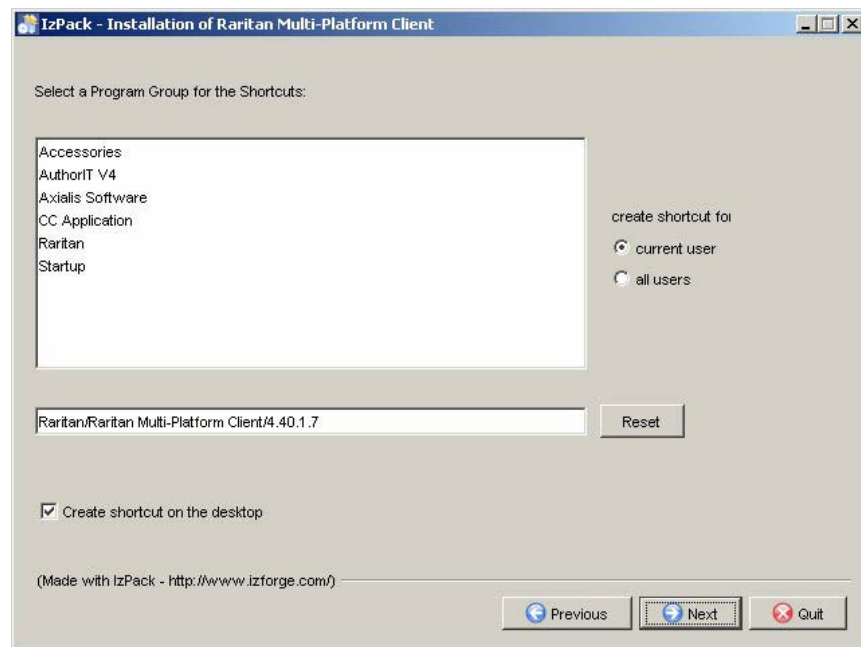 IzPack - Installation of Raritan Multi-Platform Client
Select a Program Group for the Shortcuts:
Accessories
AuthorIT V4
Axialis Software
CC Application
Raritan
Startup
create shortcut for
current user
all users
Raritan/Raritan Multi-Platform Client/4.40.1.7
Reset
Create shortcut on the desktop
(Made with IzPack - http://www.izforge.com/)
Previous
Next
Quit